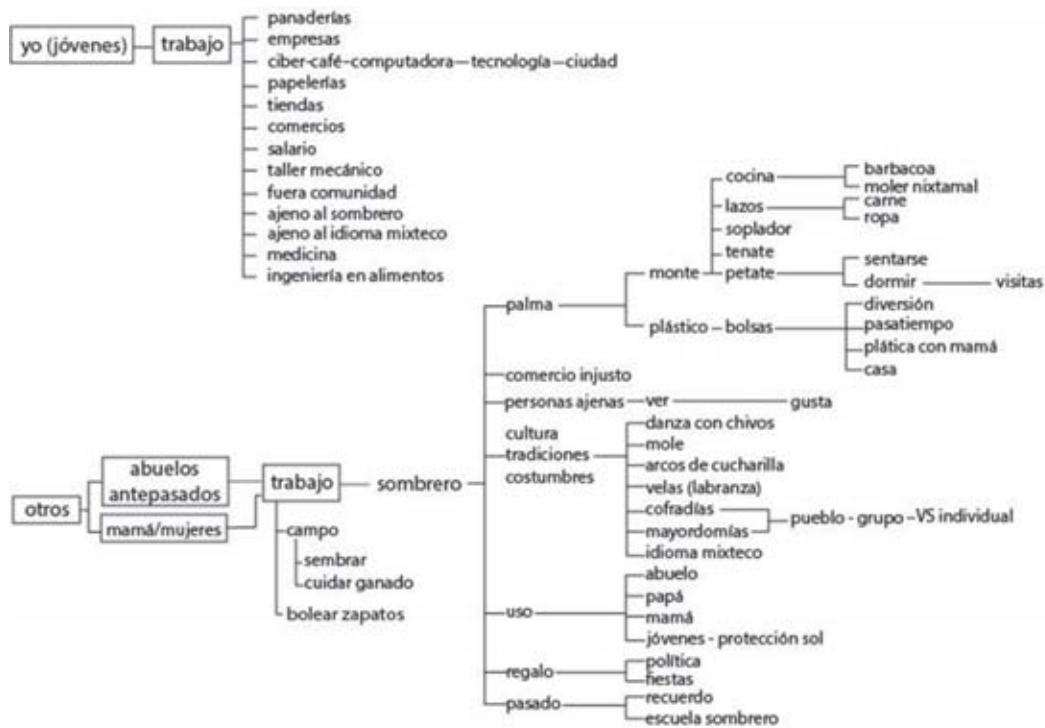 yo (jóvenes)
trabajo
panaderías
empresas
ciber-café-computadora—tecnología—ciudad
papelerías
tiendas
comercios
salario
taller mecánico
fuera comunidad
ajeno al sombrero
ajeno al idioma mixteco
medicina
ingeniería en alimentos
otros
abuelos
antepasados
mamá/mujeres
trabajo
campo
sembrar
cuidar ganado
bolear zapatos
sombrero
palma
monte
cocina
barbacoa
moler nixtamal
lazos
carne
ropa
soplador
tenate
petate
sentarse
dormir
visitas
plástico – bolsas
diversión
pasatiempo
plática con mamá
casa
comercio injusto
personas ajenas
ver
gusta
cultura
tradiciones
costumbres
danza con chivos
mole
arcos de cucharilla
velas (labranza)
cofradías
mayordomías
pueblo - grupo –VS individual
idioma mixteco
uso
abuelo
papá
mamá
jóvenes - protección sol
regalo
política
fiestas
pasado
recuerdo
escuela sombrero